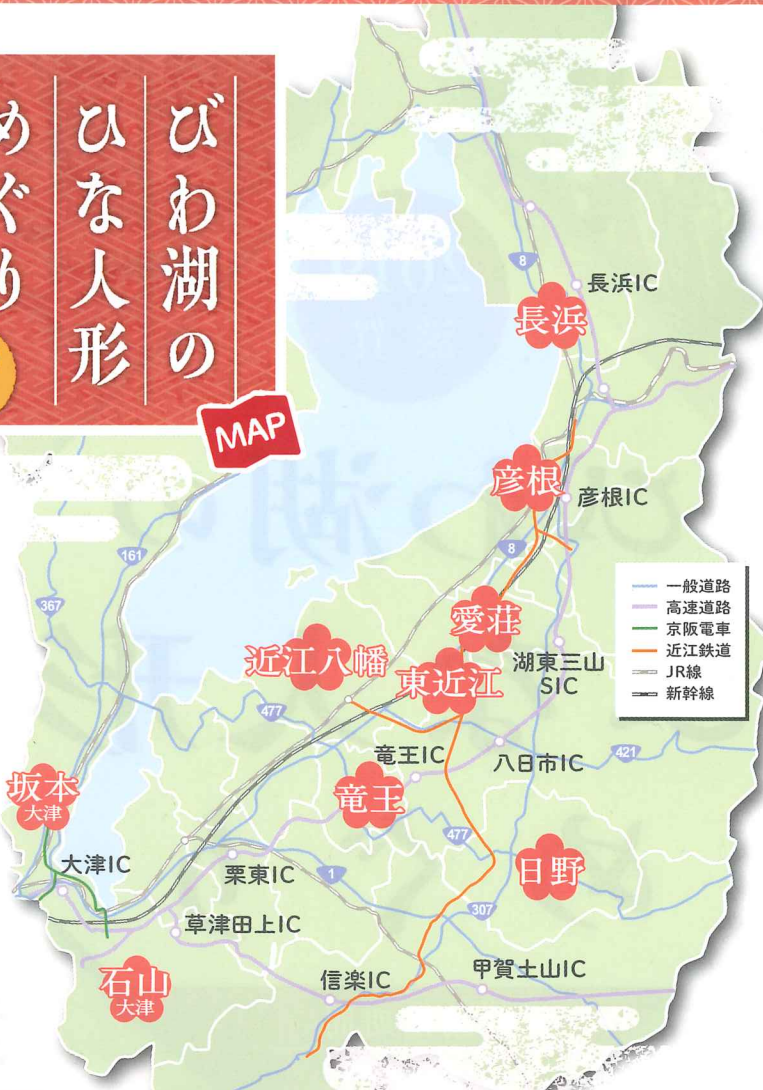 びわ湖の
ひな人形
めぐり
MAP
8
長浜IC
長浜
彦根
彦根IC
161
8
367
愛荘
一般道路
高速道路
京阪電車
近江鉄道
JR線
新幹線
近江八幡
東近江
湖東三山
SIC
477
竜王IC
八日市IC
421
坂本
大津
竜王
477
大津IC
栗東IC
1
日野
307
草津田上IC
石山
大津
信楽IC
甲賀土山IC